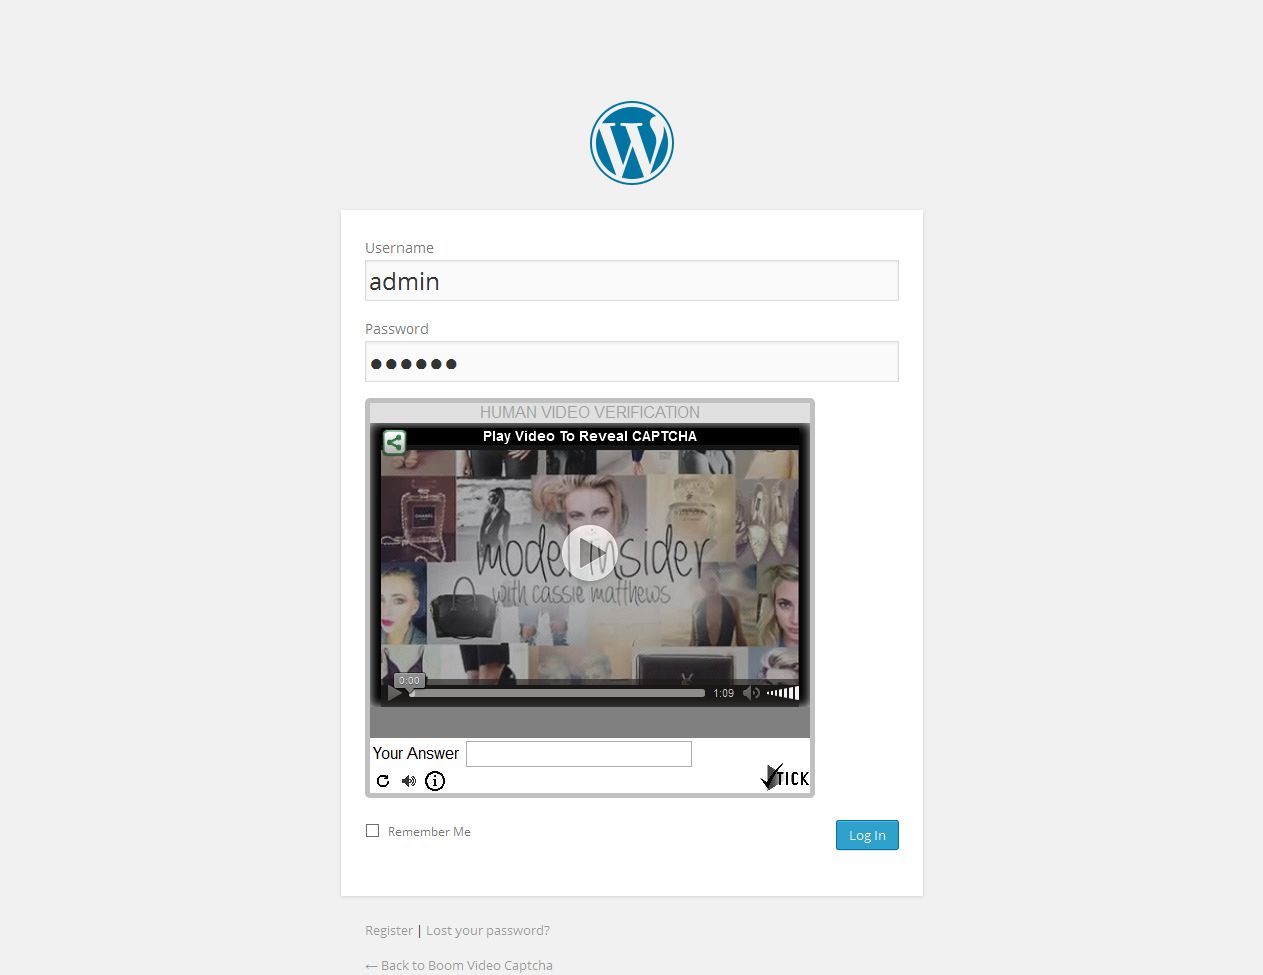 Username
admin
Password
HUMAN VIDEO VERIFICATION
Play Video To Reveal CAPTCHA
CHANEL
model insider
with cassie matthews
0:00
1:09
Your Answer
TICK
Remember Me
Log In
Register | Lost your password?
← Back to Boom Video Captcha